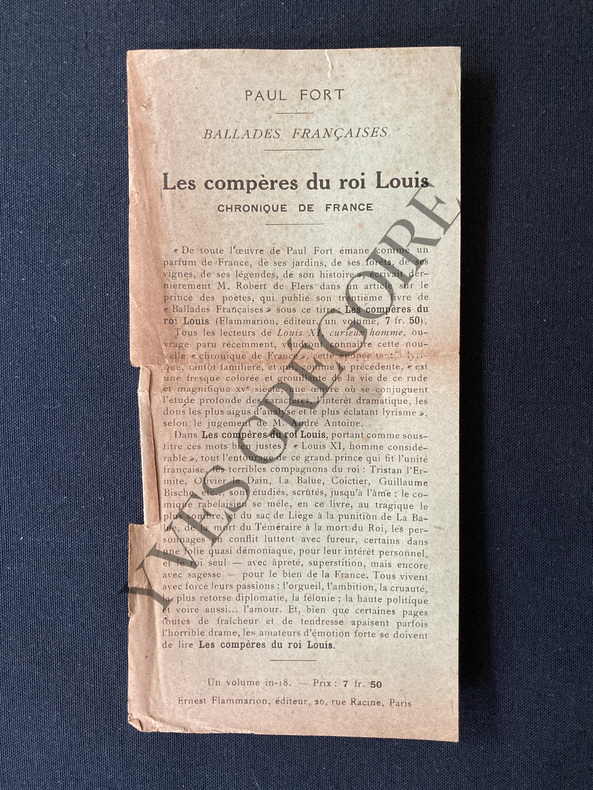 PAUL FORT
BALLADES FRANÇAISES
Les compères du roi Louis
CHRONIQUE DE FRANCE
« De toute l'œuvre de Paul Fort émane comme un
parfum de France, de ses jardins, de ses forêts, de ses
vignes, de ses légendes, de son histoire » écrivait der-
nièrement M. Robert de Flers dans un article sur le
prince des poètes, qui publie son trentième livre de
« Ballades Françaises » sous ce titre : Les compères du
roi Louis (Flammarion, éditeur, un volume, 7 fr. 50).
Tous les lecteurs de Louis XI, curieux homme, ou-
vrage paru récemment, voudront connaître cette nou-
velle « chronique de France », cette épopée tantôt lyri-
que, tantôt familière, et qui, comme la précédente, « est
une fresque colorée et grouillante de la vie de ce rude
et magnifique xve siècle, une œuvre où se conjuguent
l'étude profonde des caractères, l'intérêt dramatique, les
dons les plus aigus d'analyse et le plus éclatant lyrisme »,
selon le jugement de M. André Antoine.
Dans Les compères du roi Louis, portant comme sous-
titre ces mots bien justes : « Louis XI, homme considé-
rable », tout l'entourage de ce grand prince qui fit l'unité
française, les terribles compagnons du roi : Tristan l'Er-
mite, Olivier le Dain, La Balue, Coictier, Guillaume
Bische, etc., sont étudiés, scrutés, jusqu'à l'âme : le co-
mique rabelaisien se mêle, en ce livre, au tragique le
plus sombre, et du sac de Liège à la punition de La Ba-
lue, de la mort du Téméraire à la mort du Roi, les per-
sonnages en conflit luttent avec fureur, certains dans
une folie quasi démoniaque, pour leur intérêt personnel,
et le roi seul — avec âpreté, superstition, mais encore
avec sagesse — pour le bien de la France. Tous vivent
avec force leurs passions : l'orgueil, l'ambition, la cruauté,
la plus retorse diplomatie, la félonie ; la haute politique
et voire aussi... l'amour. Et, bien que certaines pages
toutes de fraîcheur et de tendresse apaisent parfois
l'horrible drame, les amateurs d'émotion forte se doivent
de lire Les compères du roi Louis.
Un volume in-18. — Prix : 7 fr. 50
Ernest Flammarion, éditeur, 26, rue Racine, Paris
YVES GRÉGOIRE